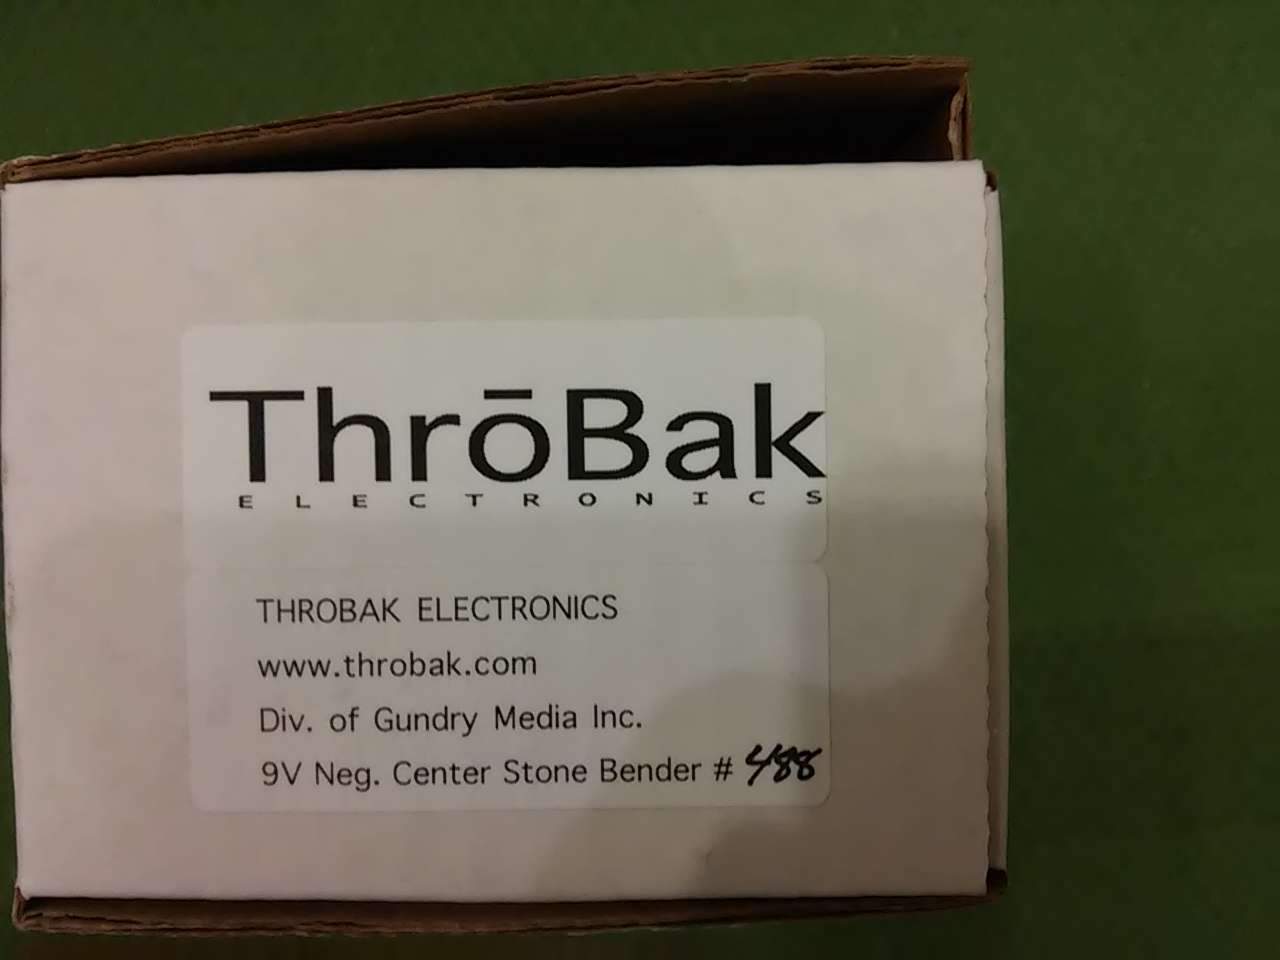 ThrōBak
ELECTRONICS
THROBAK ELECTRONICS
www.throbak.com
Div. of Gundry Media Inc.
9V Neg. Center Stone Bender # 488